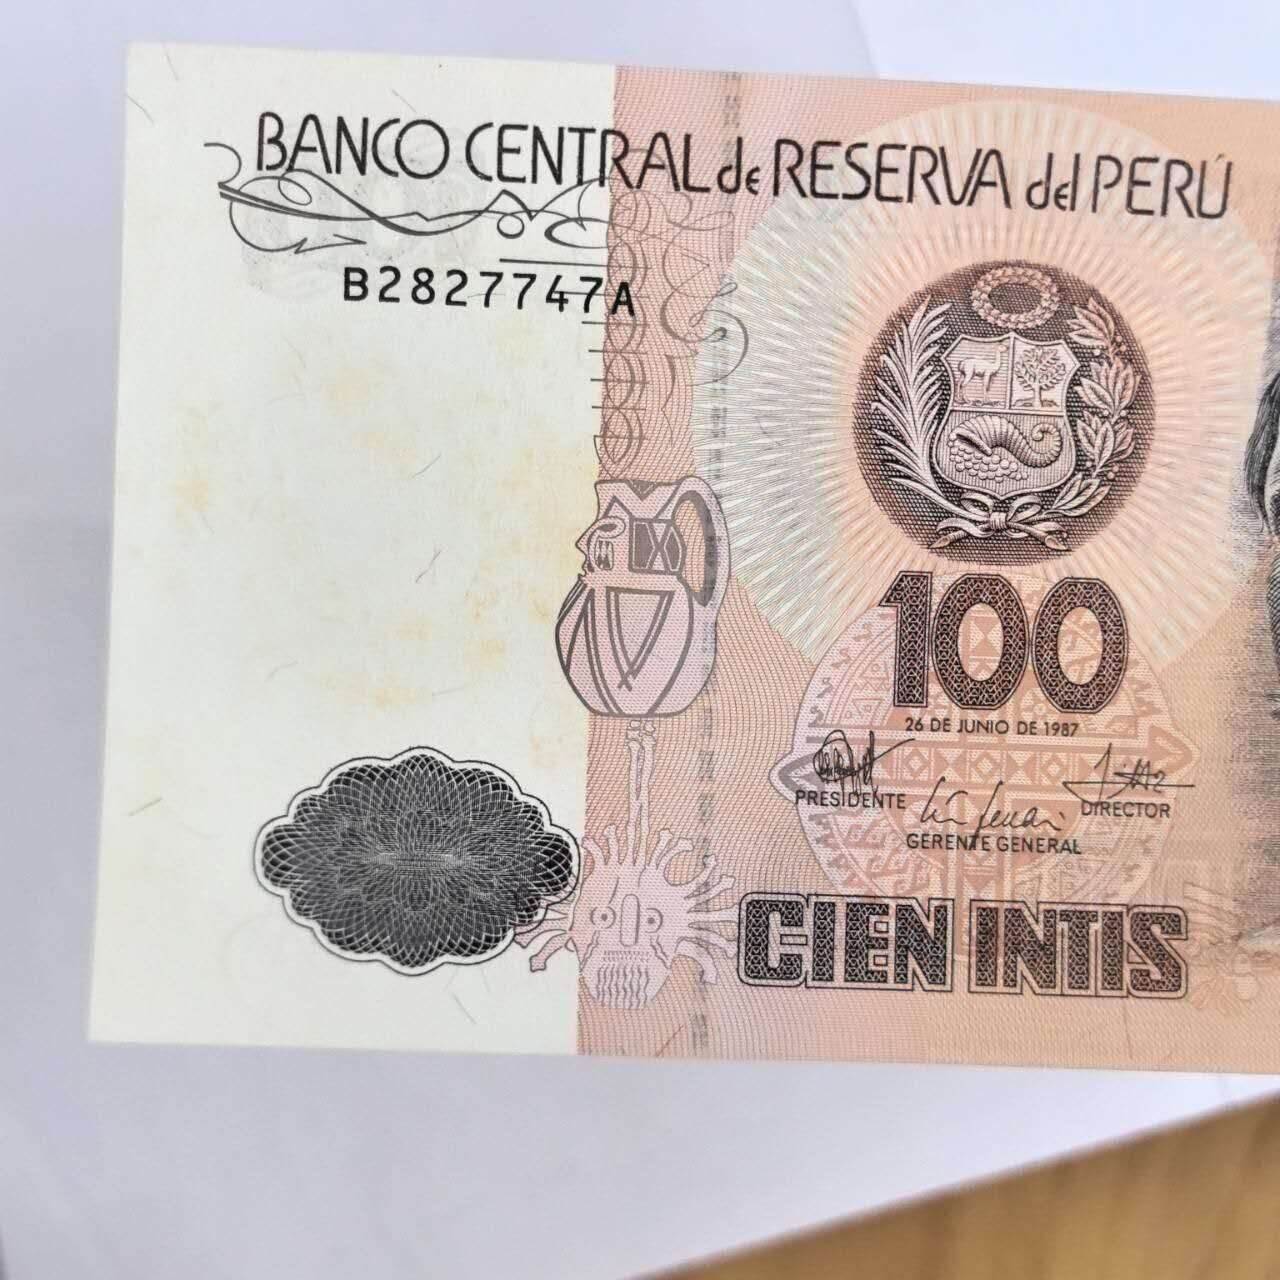 BANCO CENTRAL de RESERVA del PERÚ
B2827747A
100
26 DE JUNIO DE 1987
PRESIDENTE
DIRECTOR
GERENTE GENERAL
CIEN INTIS